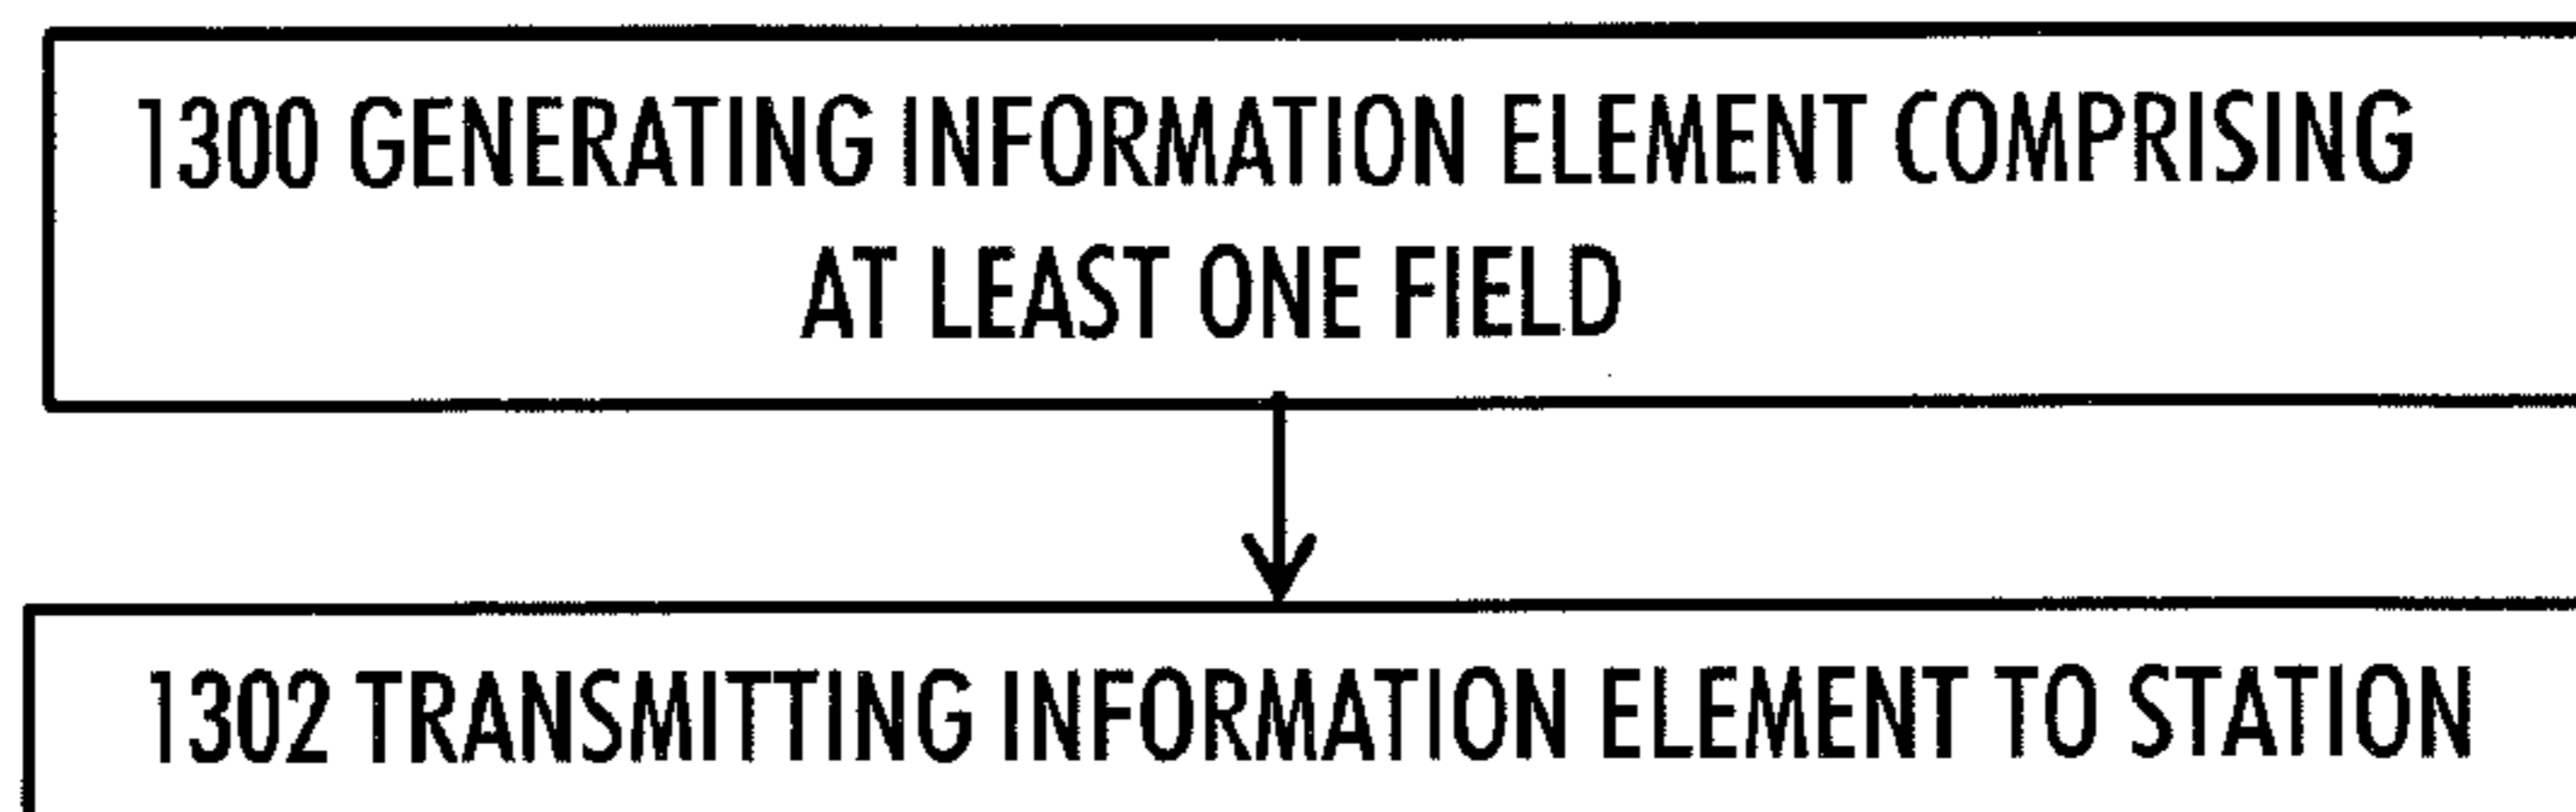 1300 GENERATING INFORMATION ELEMENT COMPRISING
AT LEAST ONE FIELD
1302 TRANSMITTING INFORMATION ELEMENT TO STATION